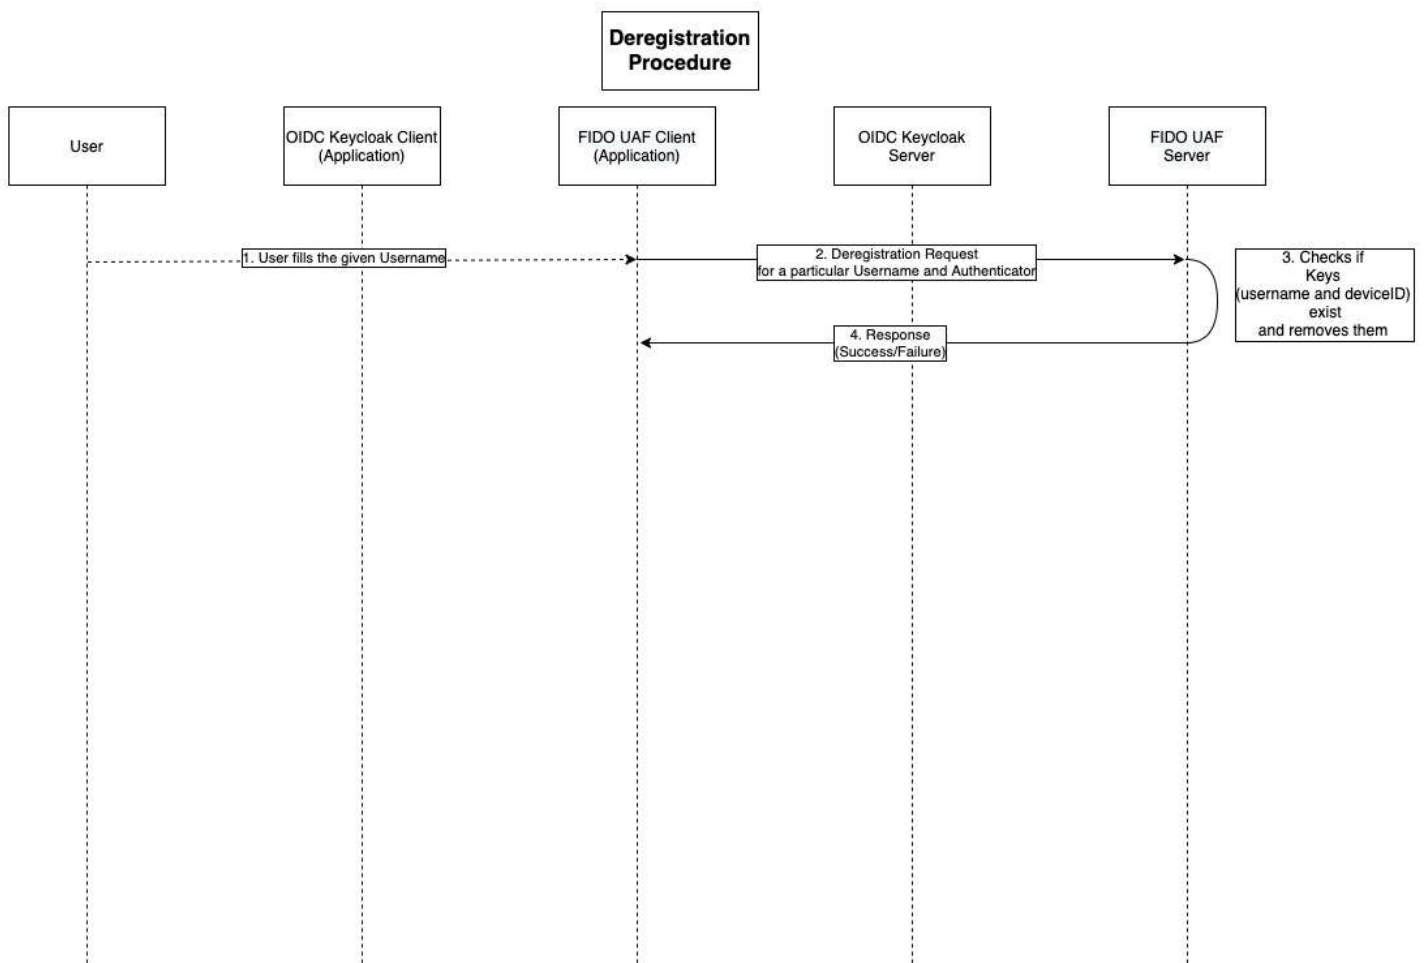 Deregistration
Procedure
User
OIDC Keycloak Client
(Application)
FIDO UAF Client
(Application)
OIDC Keycloak
Server
FIDO UAF
Server
1. User fills the given Username
2. Deregistration Request
for a particular Username and Authenticator
3. Checks if
Keys
(username and deviceID)
exist
and removes them
4. Response
(Success/Failure)